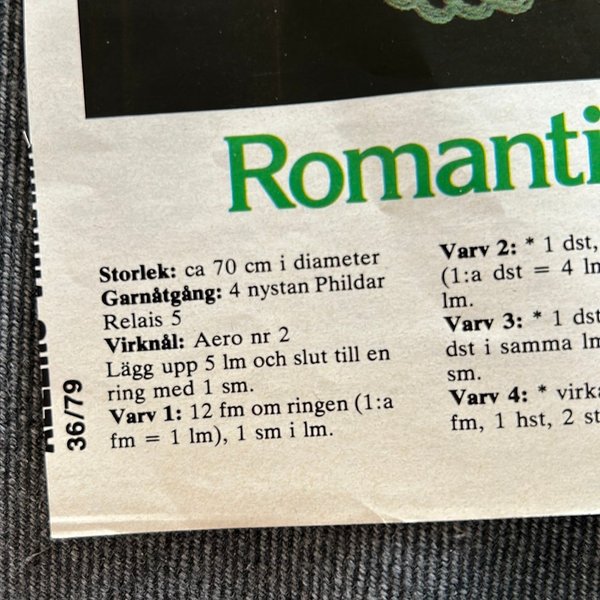 Romanti
Storlek: ca 70 cm i diameter
Garnåtgång: 4 nystan Phildar
Relais 5
Virknål: Aero nr 2
Lägg upp 5 lm och slut till en
ring med 1 sm.
Varv 1: 12 fm om ringen (1:a
fm = 1 lm), 1 sm i lm.
Varv 2: * 1 dst,
(1:a dst = 4 lm
lm.
Varv 3: * 1 dst
dst i samma lm
sm.
Varv 4: * virka
fm, 1 hst, 2 st
36/79